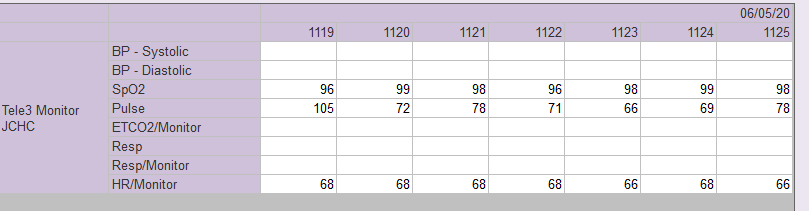 06/05/20
1119 1120 1121 1122 1123 1124 1125
BP - Systolic
BP - Diastolic
SpO2 96 99 98 96 98 99 98
Tele3 Monitor
JCHC
Pulse 105 72 78 71 66 69 78
ETCO2/Monitor
Resp
Resp/Monitor
HR/Monitor 68 68 68 68 66 68 66